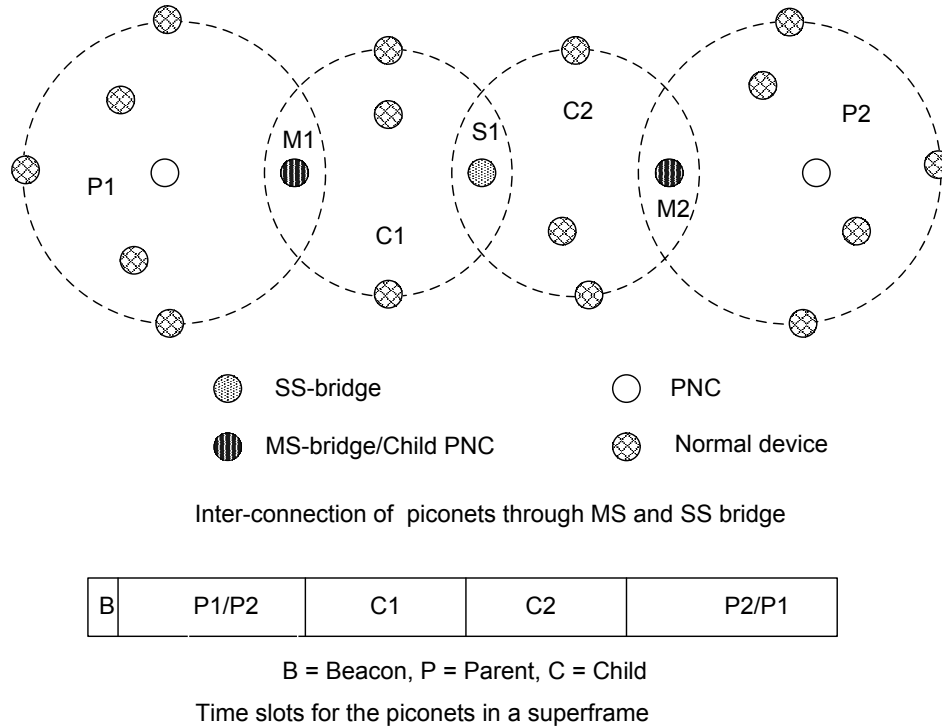 M1
S1
C2
P2
P1
C1
M2
SS-bridge
PNC
MS-bridge/Child PNC
Normal device
Inter-connection of piconets through MS and SS bridge
B P1/P2 C1 C2 P2/P1
B = Beacon, P = Parent, C = Child
Time slots for the piconets in a superframe